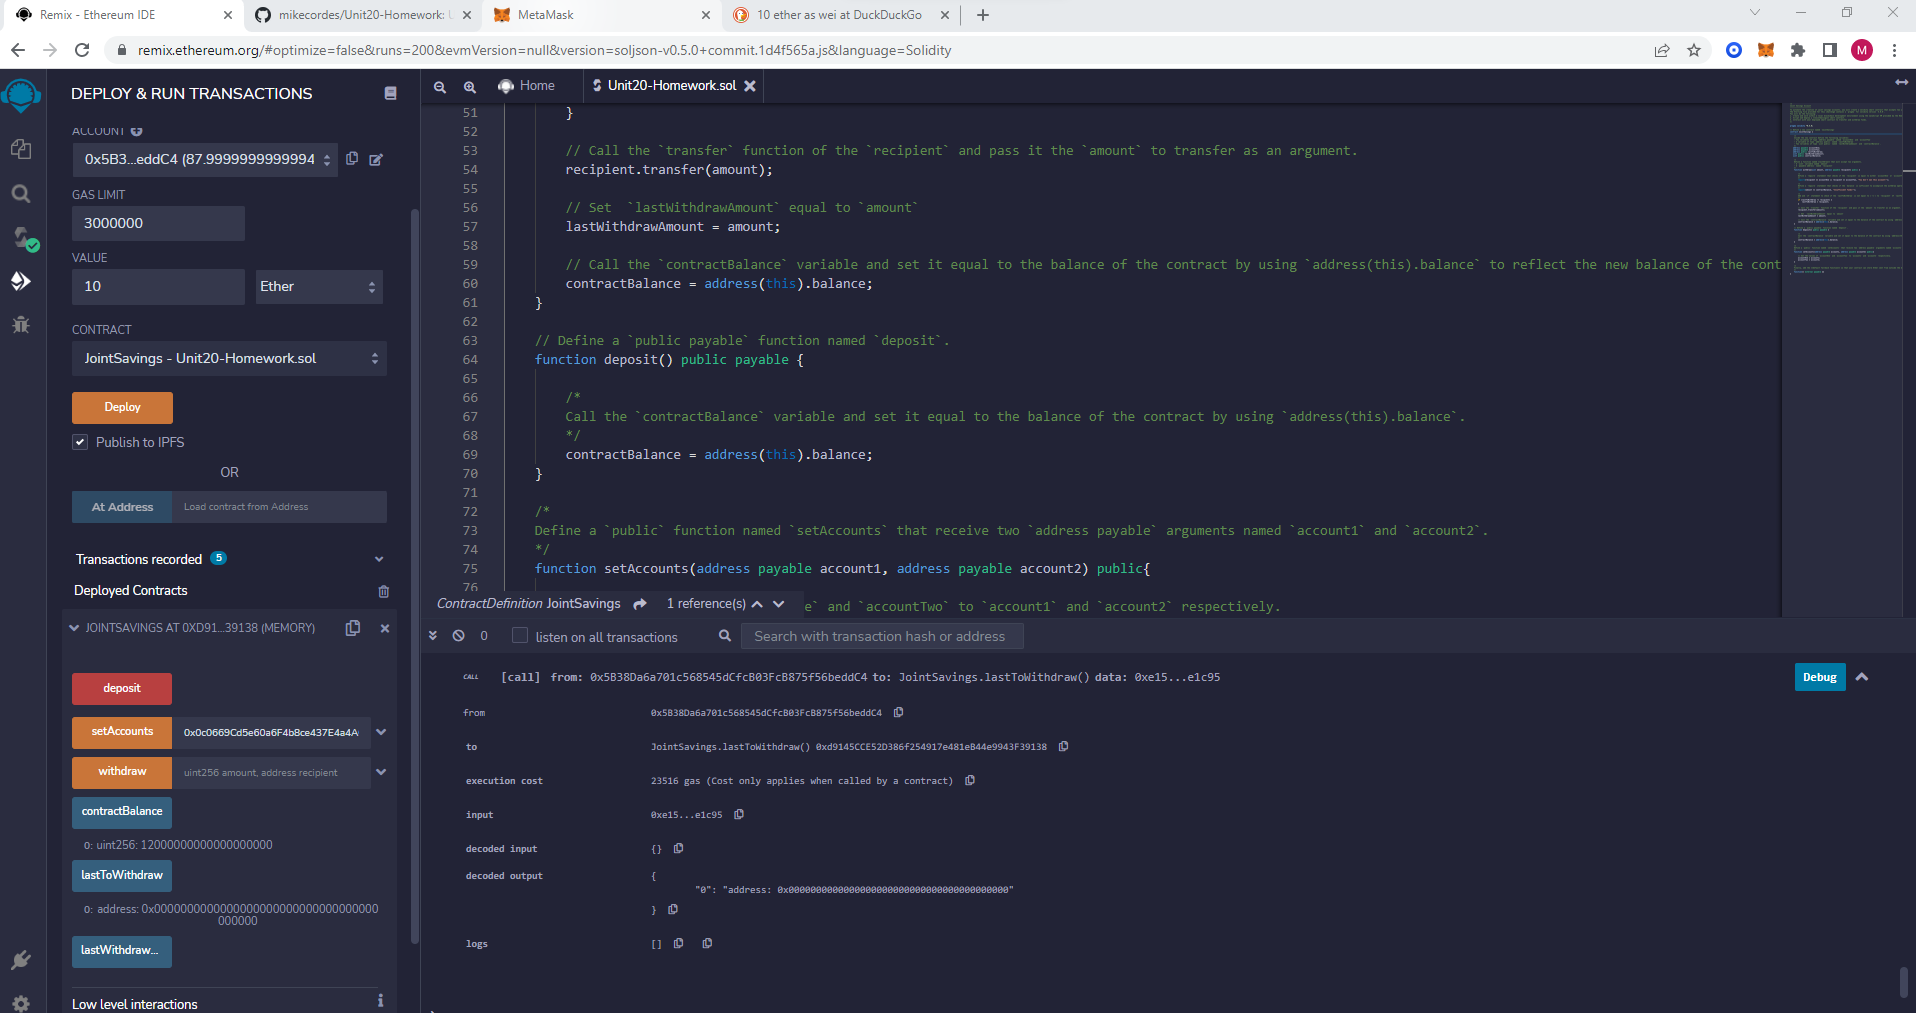 Remix - Ethereum IDE
mikecordes/Unit20-Homework: U
MetaMask
10 ether as wei at DuckDuckGo
remix.ethereum.org/#optimize=false&runs=200&evmVersion=null&version=soljson-v0.5.0+commit.1d4f565a.js&language=Solidity
M
DEPLOY & RUN TRANSACTIONS
ACCOUNT
0x5B3...eddC4 (87.9999999999994
GAS LIMIT
3000000
VALUE
10
Ether
CONTRACT
JointSavings - Unit20-Homework.sol
Deploy
Publish to IPFS
OR
At Address
Load contract from Address
Transactions recorded 5
Deployed Contracts
JOINTSAVINGS AT 0XD91...39138 (MEMORY)
deposit
setAccounts
0x0c0669Cd5e60a6F4b8ce437E4a4A
withdraw
uint256 amount, address recipient
contractBalance
0: uint256: 12000000000000000000
lastToWithdraw
0: address: 0x0000000000000000000000000000000000
000000
lastWithdraw...
Low level interactions
Home
Unit20-Homework.sol
51 }
52
53 // Call the `transfer` function of the `recipient` and pass it the `amount` to transfer as an argument.
54 recipient.transfer(amount);
55
56 // Set  `lastWithdrawAmount` equal to `amount`
57 lastWithdrawAmount = amount;
58
59 // Call the `contractBalance` variable and set it equal to the balance of the contract by using `address(this).balance` to reflect the new balance of the cont
60 contractBalance = address(this).balance;
61 }
62
63 // Define a `public payable` function named `deposit`.
64 function deposit() public payable {
65
66 /*
67 Call the `contractBalance` variable and set it equal to the balance of the contract by using `address(this).balance`.
68 */
69 contractBalance = address(this).balance;
70 }
71
72 /*
73 Define a `public` function named `setAccounts` that receive two `address payable` arguments named `account1` and `account2`.
74 */
75 function setAccounts(address payable account1, address payable account2) public{
76
ContractDefinition JointSavings 1 reference(s)
e` and `accountTwo` to `account1` and `account2` respectively.
0
listen on all transactions
Search with transaction hash or address
CALL [call] from: 0x5B38Da6a701c568545dCfcB03FcB875f56beddC4 to: JointSavings.lastToWithdraw() data: 0xe15...e1c95
Debug
from 0x5B38Da6a701c568545dCfcB03FcB875f56beddC4
to JointSavings.lastToWithdraw() 0xd9145CCE52D386f254917e481eB44e9943F39138
execution cost 23516 gas (Cost only applies when called by a contract)
input 0xe15...e1c95
decoded input {}
decoded output {
"0": "address: 0x0000000000000000000000000000000000000000"
}
logs []